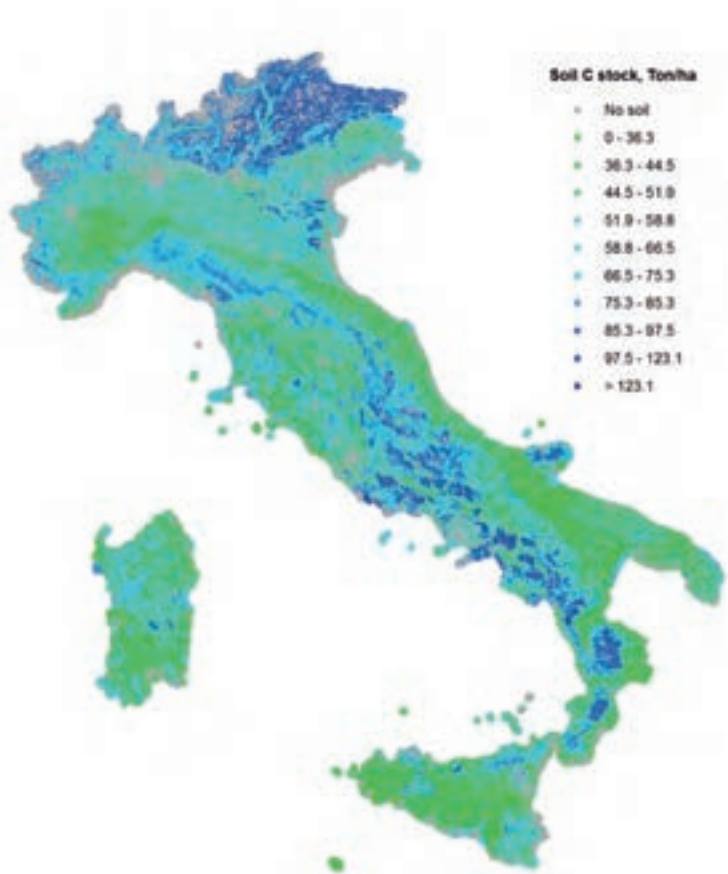 Soil C stock, Ton/ha
No soil
0 - 36.3
36.3 - 44.5
44.5 - 51.9
51.9 - 58.8
58.8 - 66.5
66.5 - 75.3
75.3 - 85.3
85.3 - 97.5
97.5 - 123.1
> 123.1